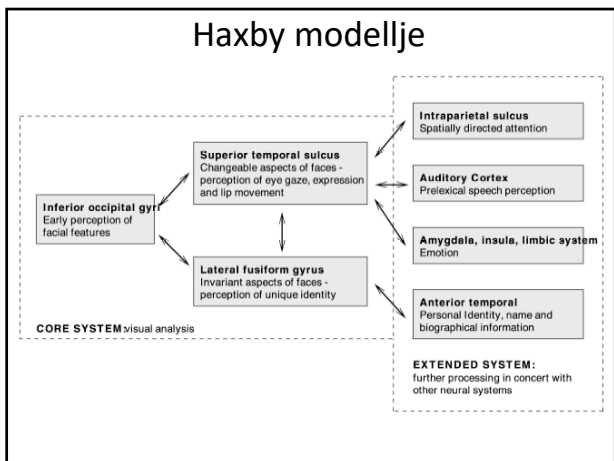 Haxby modellje
Intraparietal sulcus
Spatially directed attention
Superior temporal sulcus
Changeable aspects of faces -
perception of eye gaze, expression
and lip movement
Auditory Cortex
Prelexical speech perception
Inferior occipital gyri
Early perception of
facial features
Amygdala, insula, limbic system
Emotion
Lateral fusiform gyrus
Invariant aspects of faces -
perception of unique identity
Anterior temporal
Personal Identity, name and
biographical information
CORE SYSTEM:visual analysis
EXTENDED SYSTEM:
further processing in concert with
other neural systems